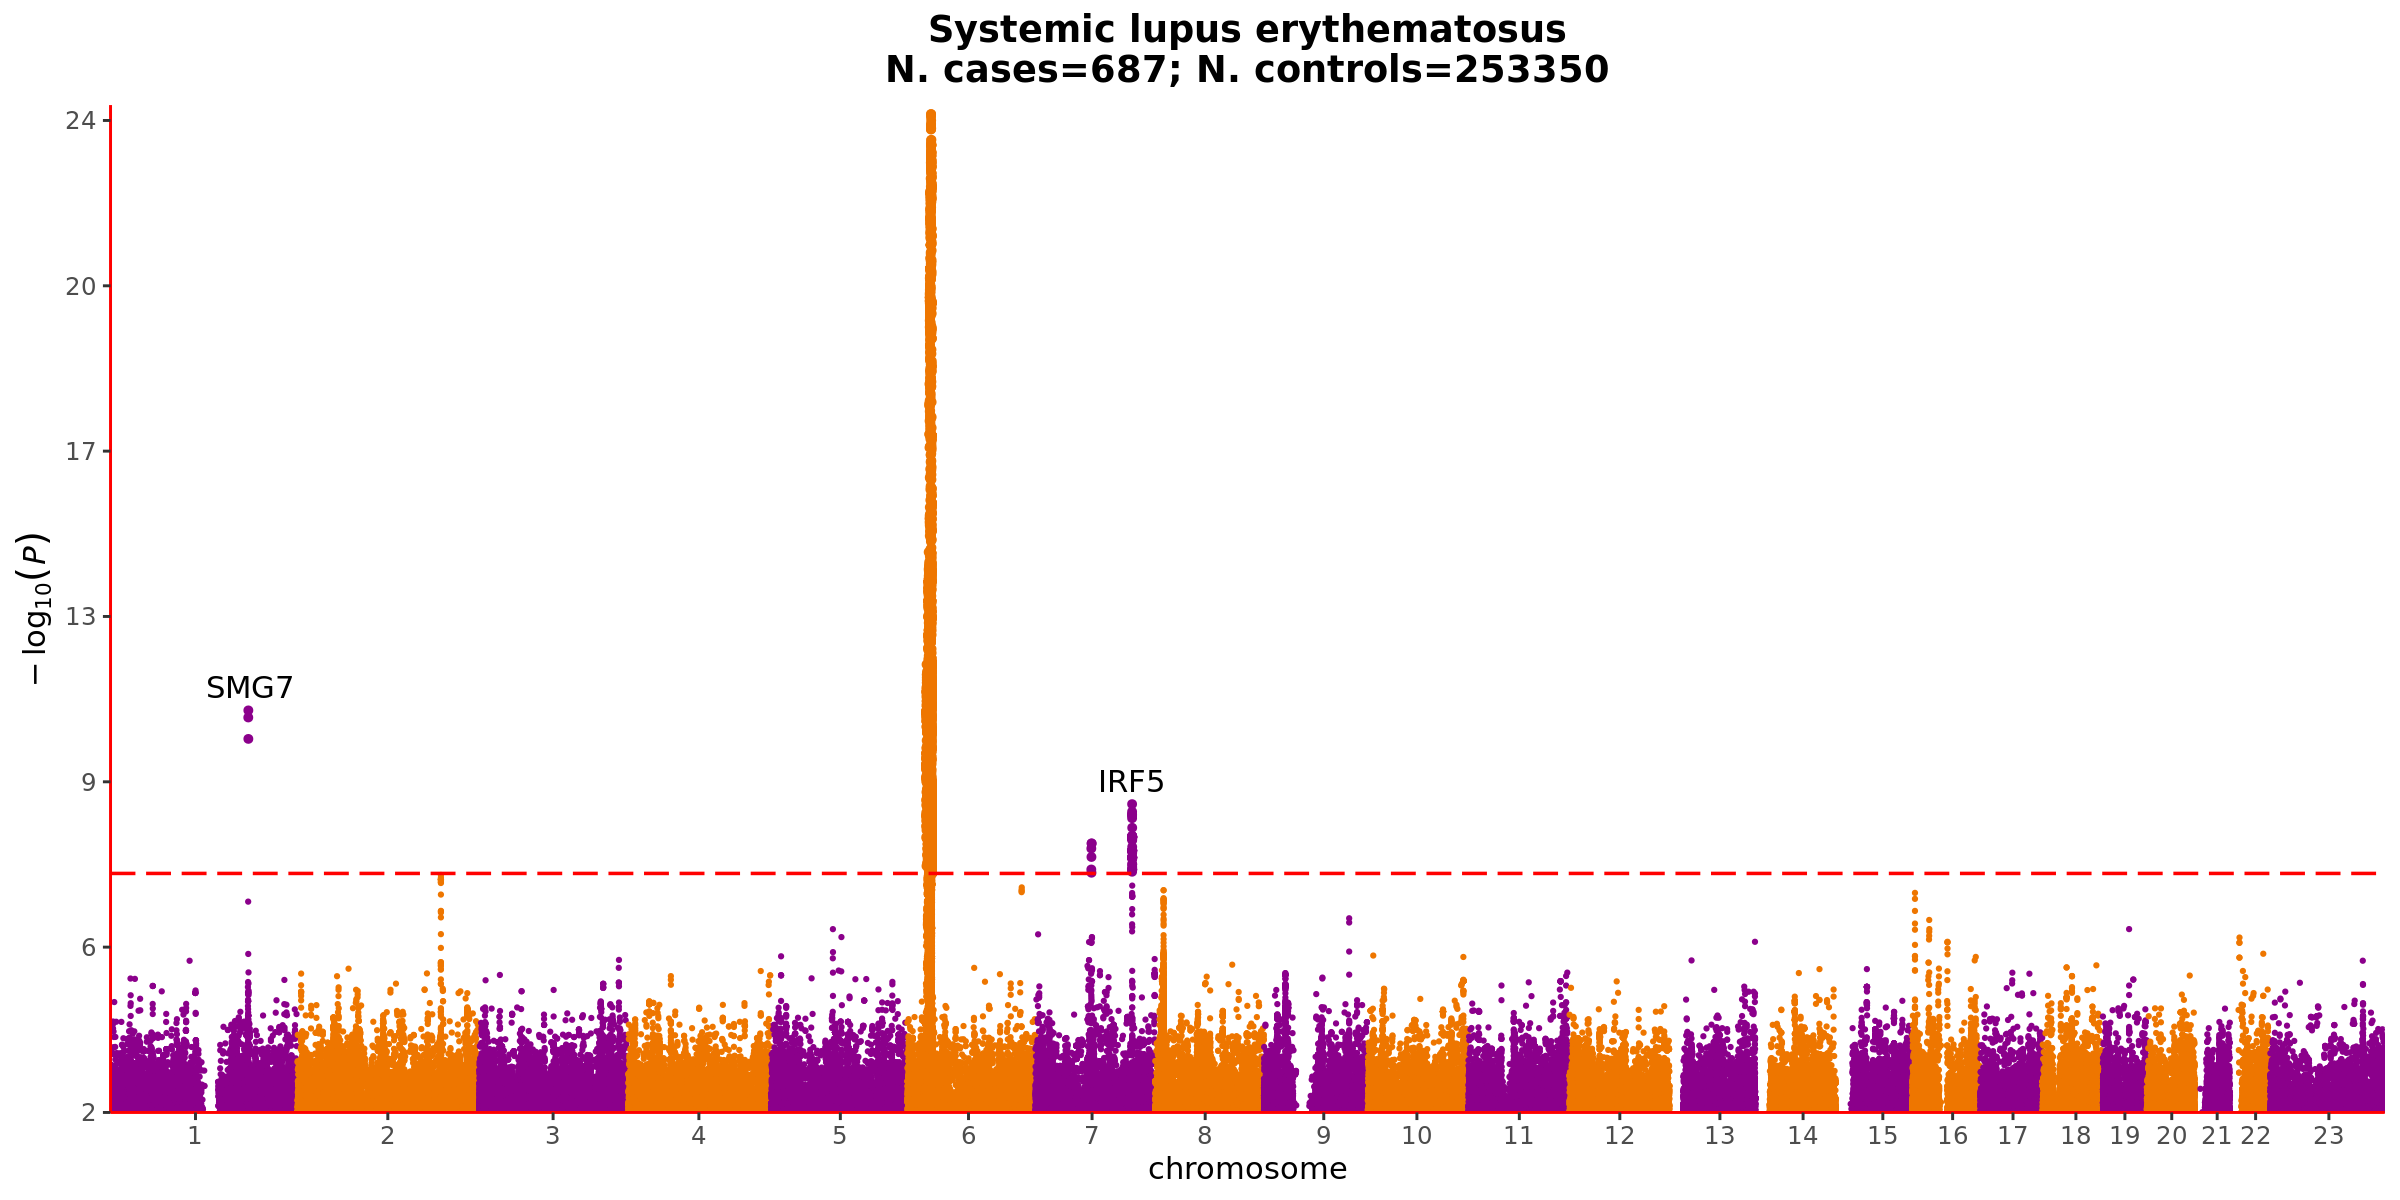 Systemic lupus erythematosus
N. cases=687; N. controls=253350
24
20
17
13
9
6
2
−log10(P)
SMG7
IRF5
1 2 3 4 5 6 7 8 9 10 11 12 13 14 15 16 17 18 19 20 21 22 23
chromosome